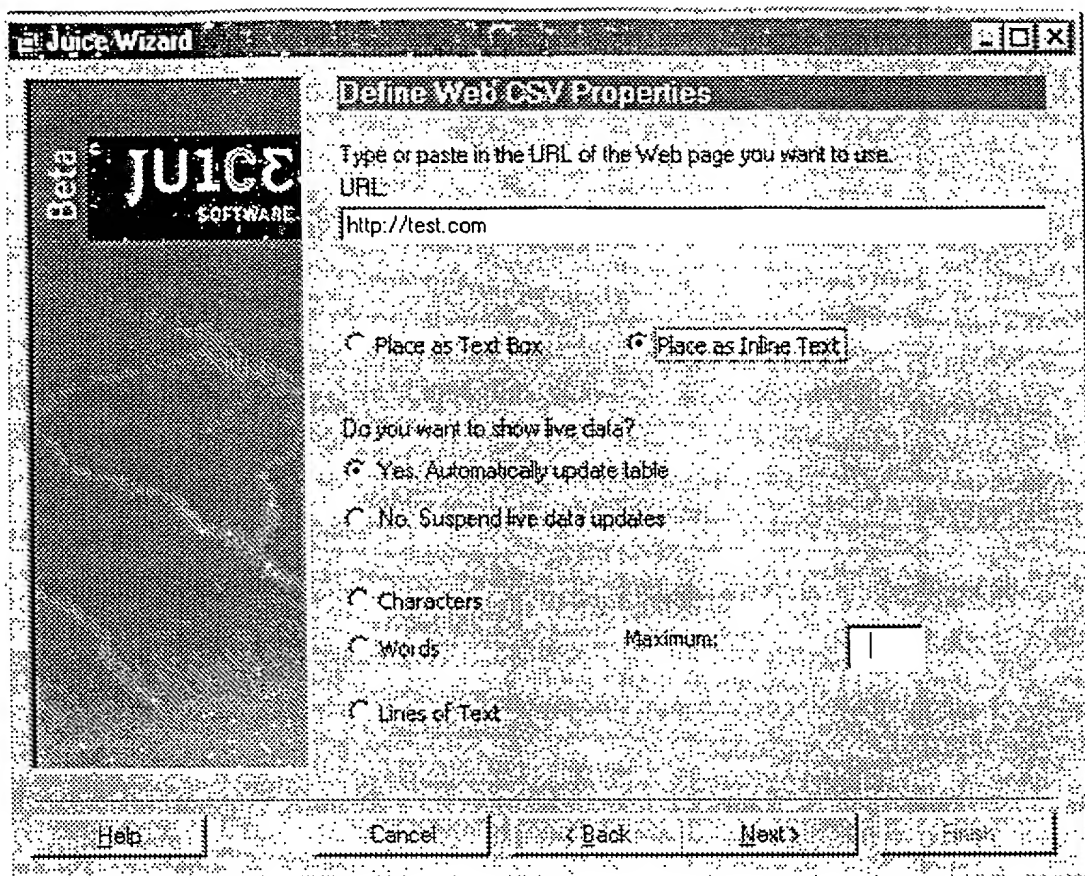 Juice Wizard
Beta
JU1CE
SOFTWARE
Define Web CSV Properties
Type or paste in the URL of the Web page you want to use.
URL:
http://test.com
Place as Text Box Place as Inline Text
Do you want to show live data?
Yes. Automatically update table
No. Suspend live data updates
Characters
Words Maximum:
Lines of Text
Help Cancel < Back Next > Finish